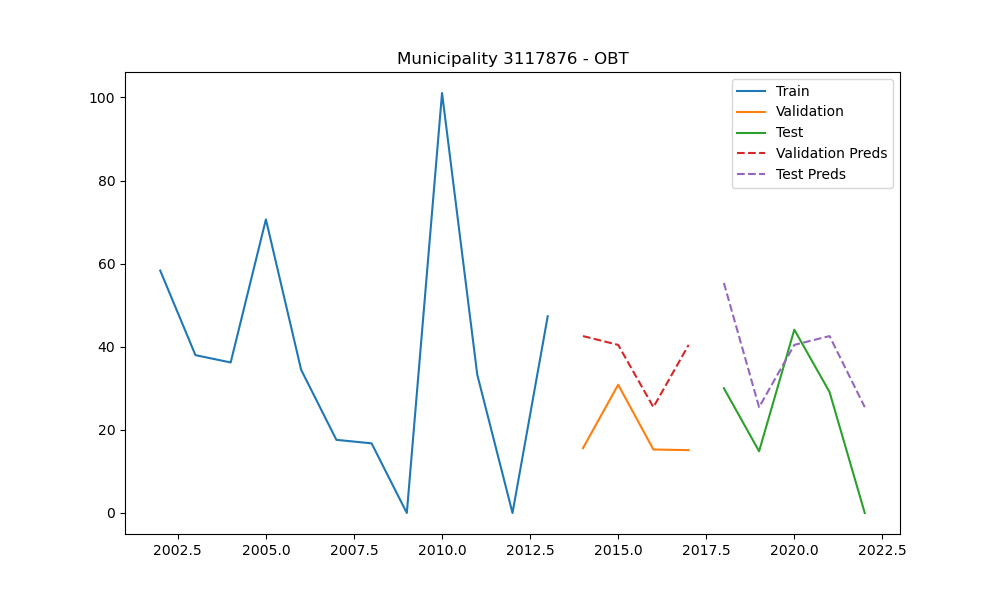 Municipality 3117876 - OBT
Train
Validation
Test
Validation Preds
Test Preds
100
80
60
40
20
0
2002.5 2005.0 2007.5 2010.0 2012.5 2015.0 2017.5 2020.0 2022.5